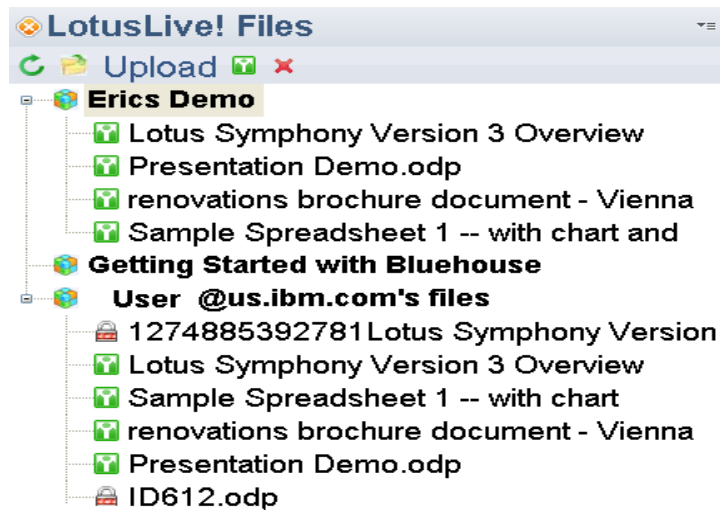 LotusLive! Files
Upload
Erics Demo
Lotus Symphony Version 3 Overview
Presentation Demo.odp
renovations brochure document - Vienna
Sample Spreadsheet 1 -- with chart and
Getting Started with Bluehouse
User @us.ibm.com's files
1274885392781Lotus Symphony Version
Lotus Symphony Version 3 Overview
Sample Spreadsheet 1 -- with chart
renovations brochure document - Vienna
Presentation Demo.odp
ID612.odp